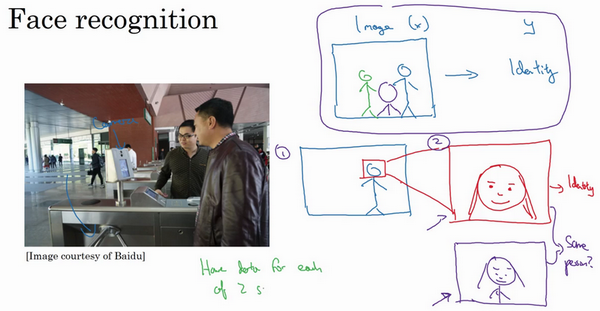 Face recognition
Image (x)
y
Identity
1
2
Identity
Same
person?
[Image courtesy of Baidu]
Have data for each
of 2 s.